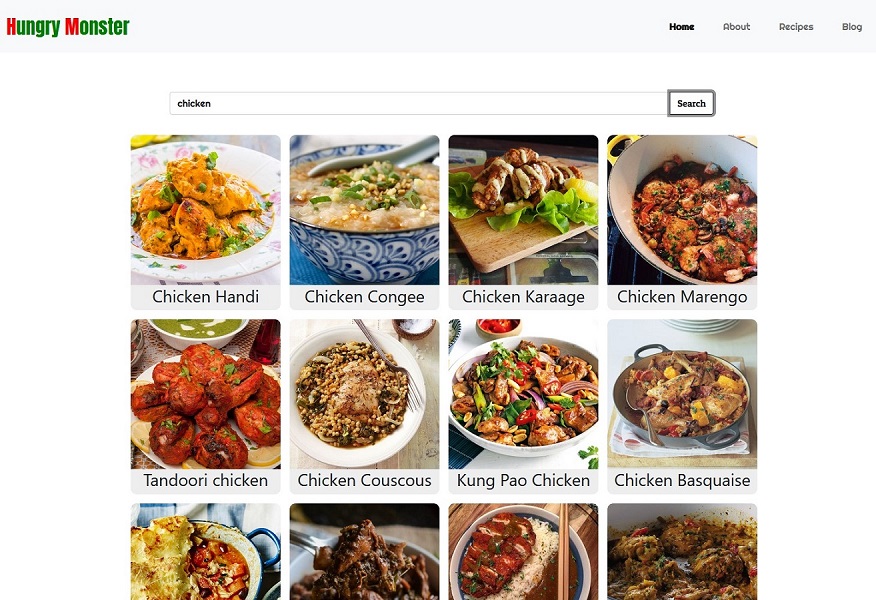 Hungry Monster
Home About Recipes Blog
chicken Search
Chicken Handi Chicken Congee Chicken Karaage Chicken Marengo
Tandoori chicken Chicken Couscous Kung Pao Chicken Chicken Basquaise